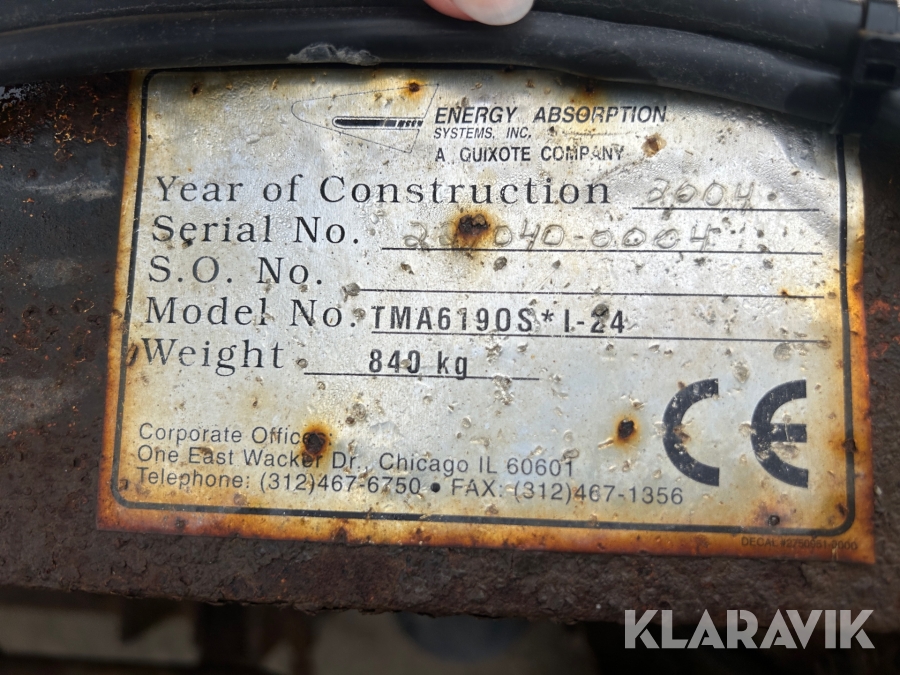 ENERGY ABSORPTION
SYSTEMS, INC.
A QUIXOTE COMPANY
Year of Construction 2004
Serial No.
S.O. No.
Model No. TMA6190S*I-24
Weight 840 kg
CE
Corporate Office:
One East Wacker Dr., Chicago IL 60601
Telephone: (312)467-6750 • FAX: (312)467-1356
KLARAVIK